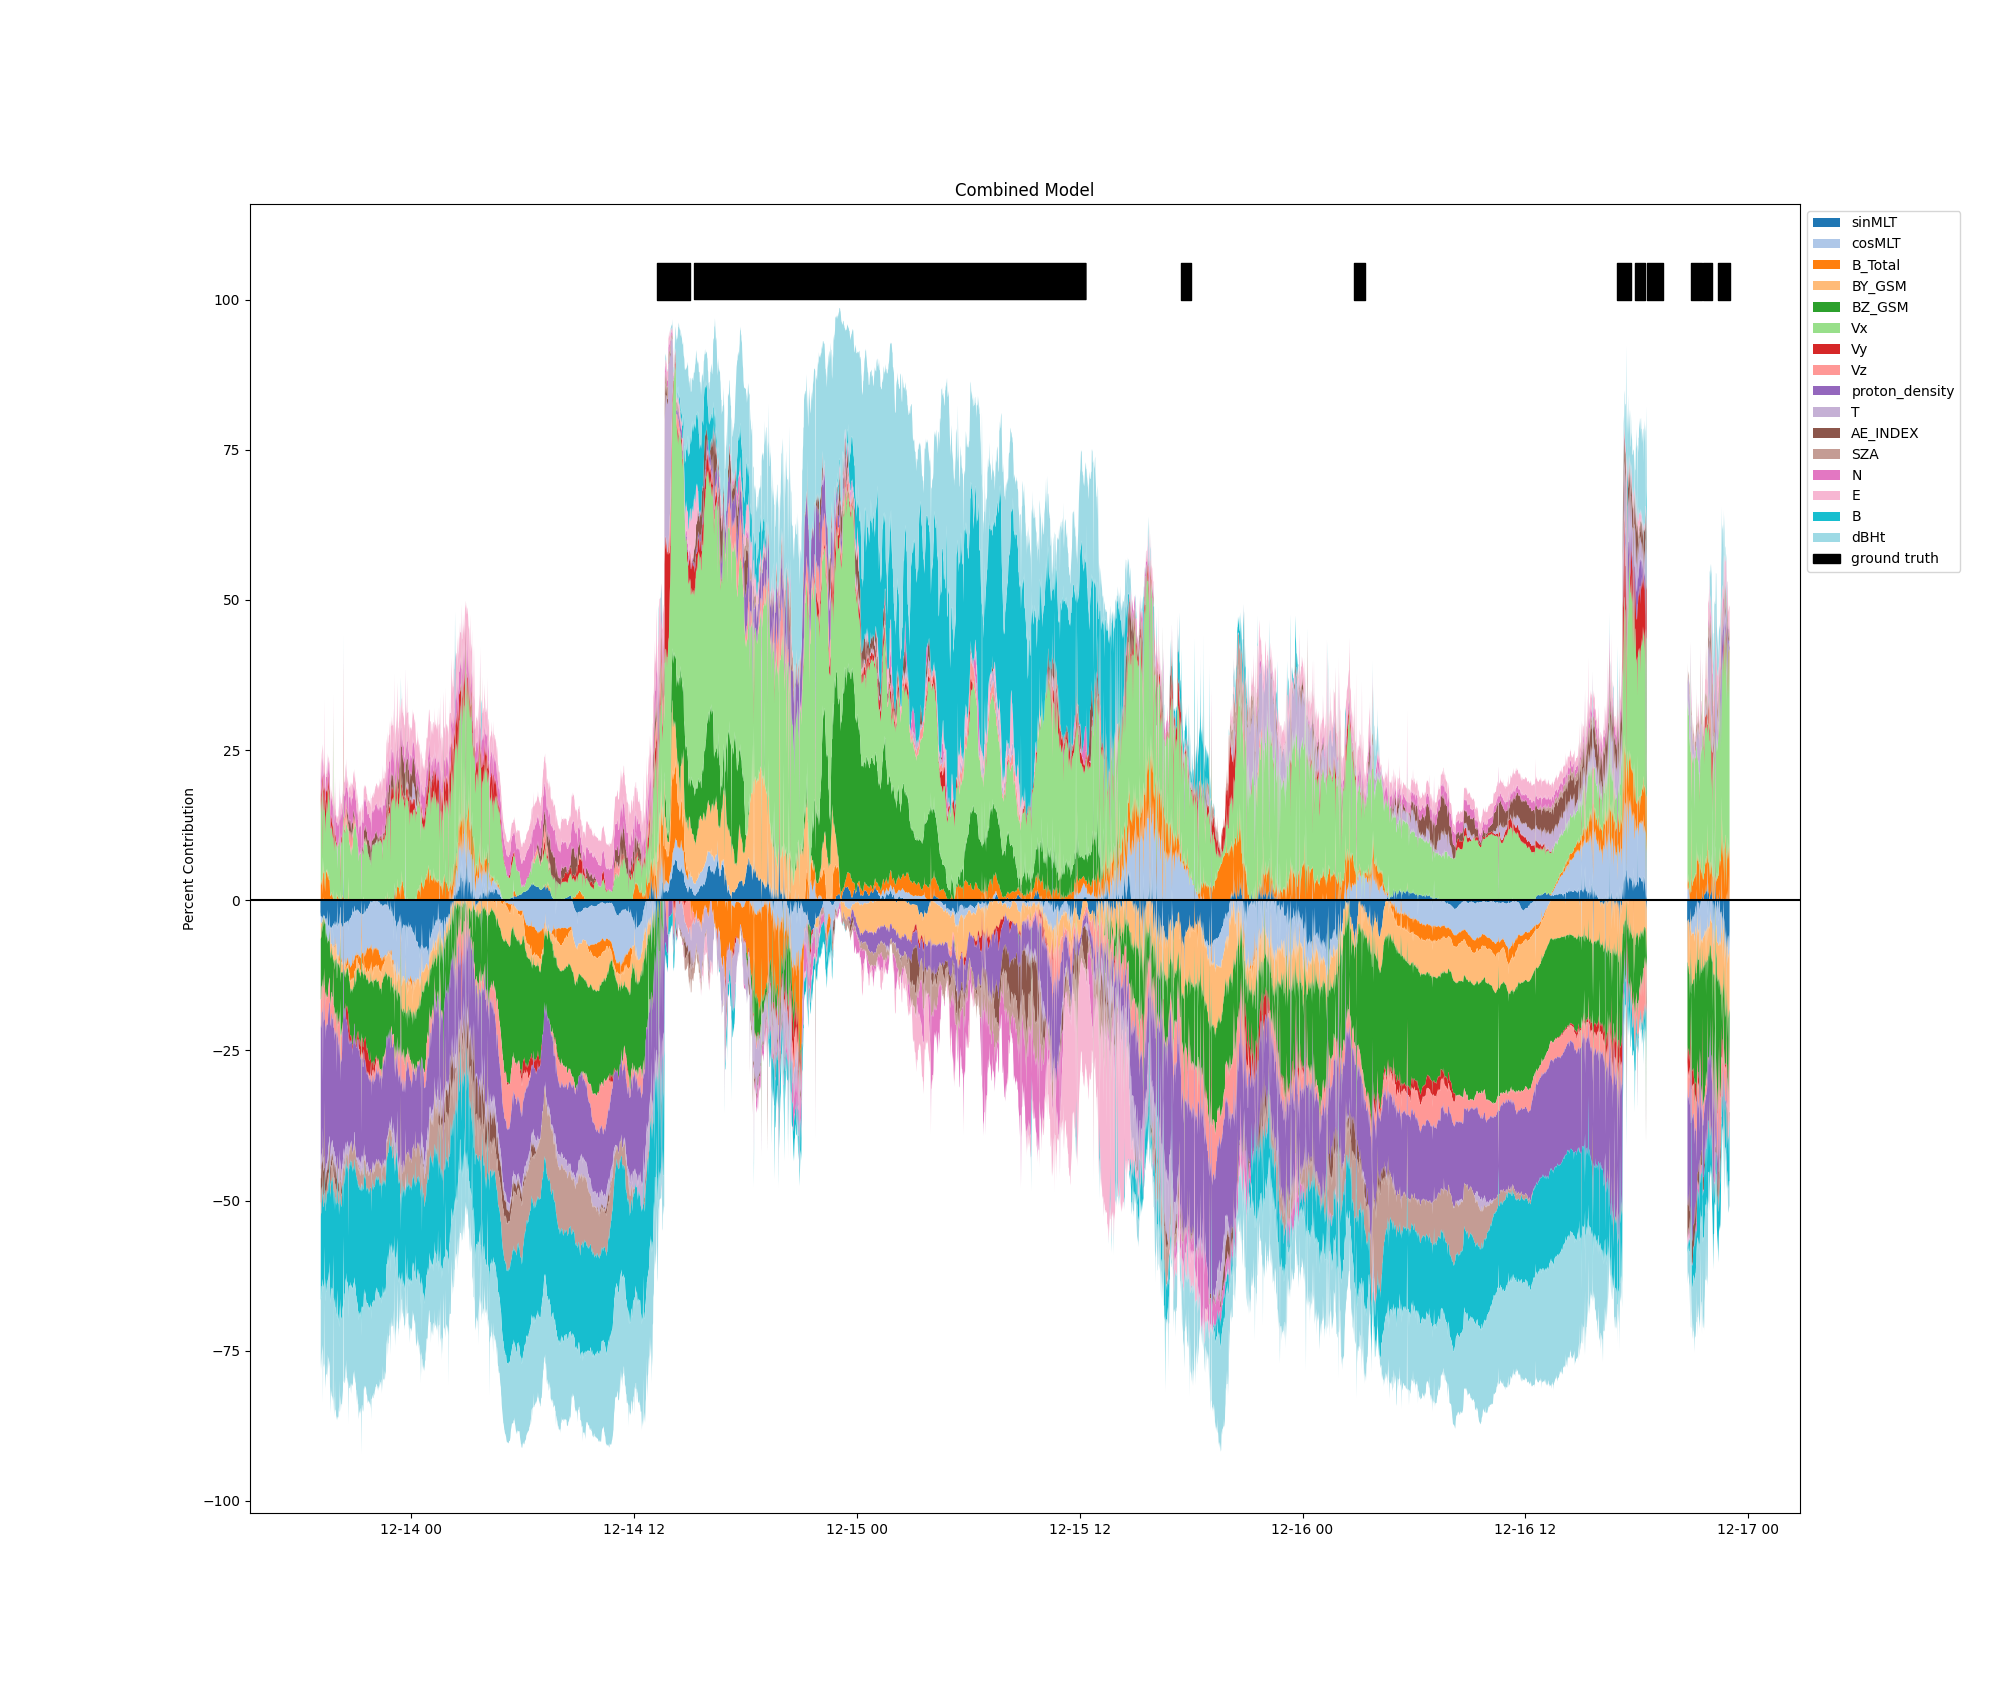 Combined Model
Percent Contribution
100
75
50
25
0
−25
−50
−75
−100
12-14 00
12-14 12
12-15 00
12-15 12
12-16 00
12-16 12
12-17 00
sinMLT
cosMLT
B_Total
BY_GSM
BZ_GSM
Vx
Vy
Vz
proton_density
T
AE_INDEX
SZA
N
E
B
dBHt
ground truth